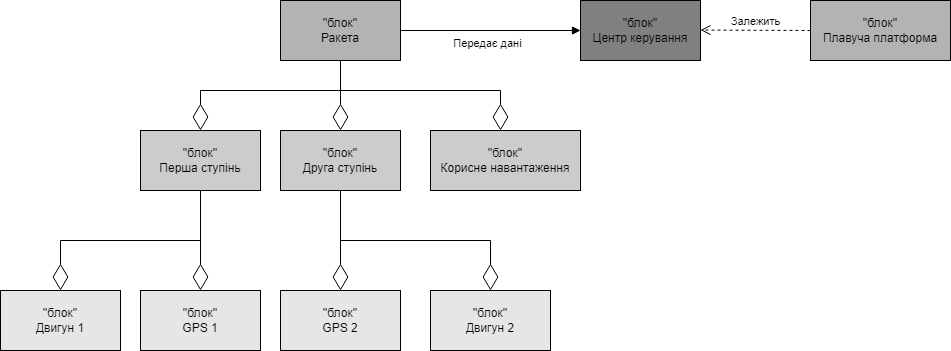 "блок"
Ракета
Передає дані
"блок"
Центр керування
Залежить
"блок"
Плавуча платформа
"блок"
Перша ступінь
"блок"
Друга ступінь
"блок"
Корисне навантаження
"блок"
Двигун 1
"блок"
GPS 1
"блок"
GPS 2
"блок"
Двигун 2